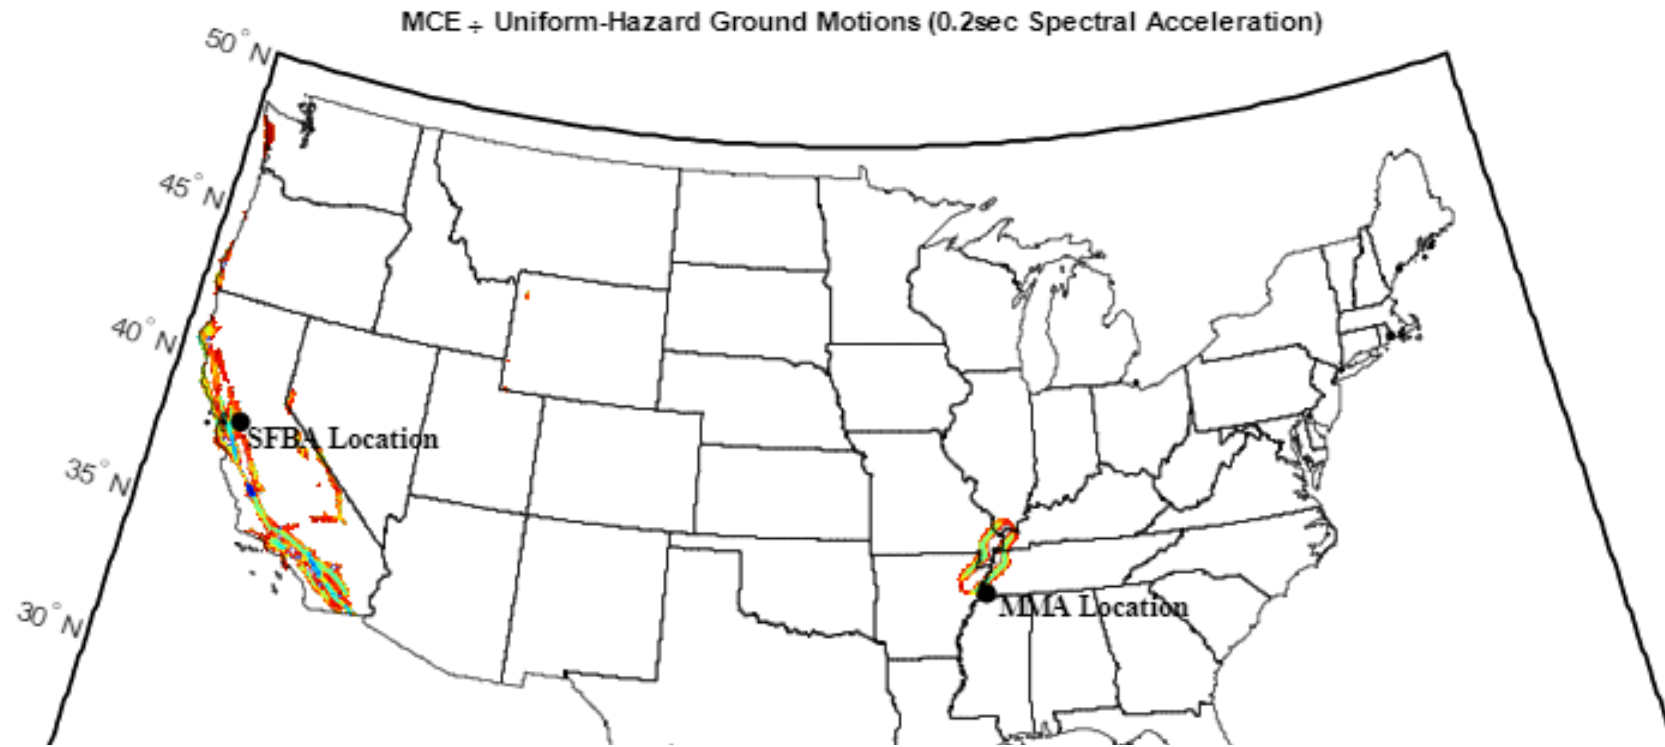 MCE ÷ Uniform-Hazard Ground Motions (0.2sec Spectral Acceleration)
50°N
45°N
40°N
SFBA Location
35°N
MMA Location
30°N